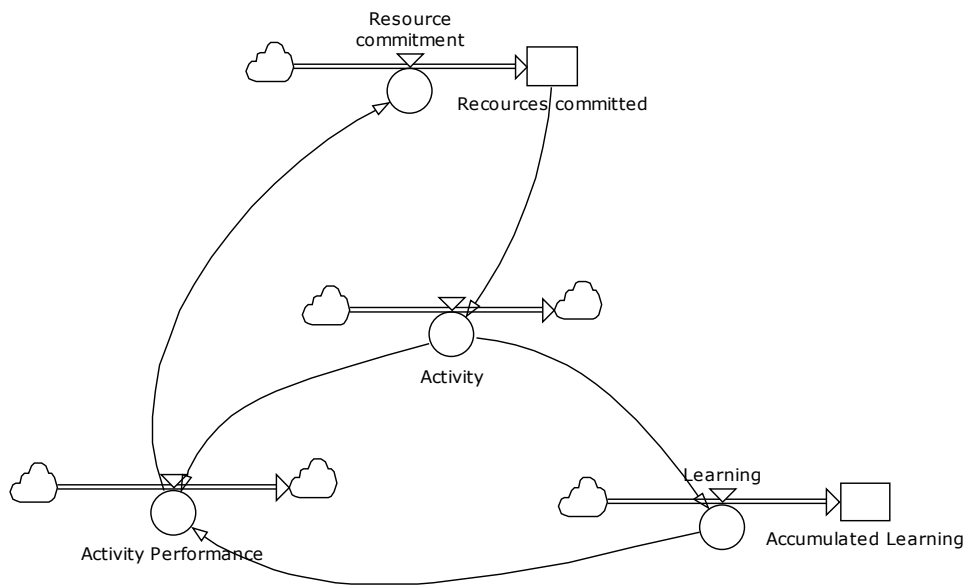 Resource
commitment
Recources committed
Activity
Learning
Accumulated Learning
Activity Performance